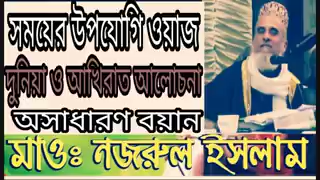 সময়ের উপযোগি ওয়াজ
দুনিয়া ও আখিরাত আলোচনা
অসাধারণ বয়ান
মাওঃ নজরুল ইসলাম